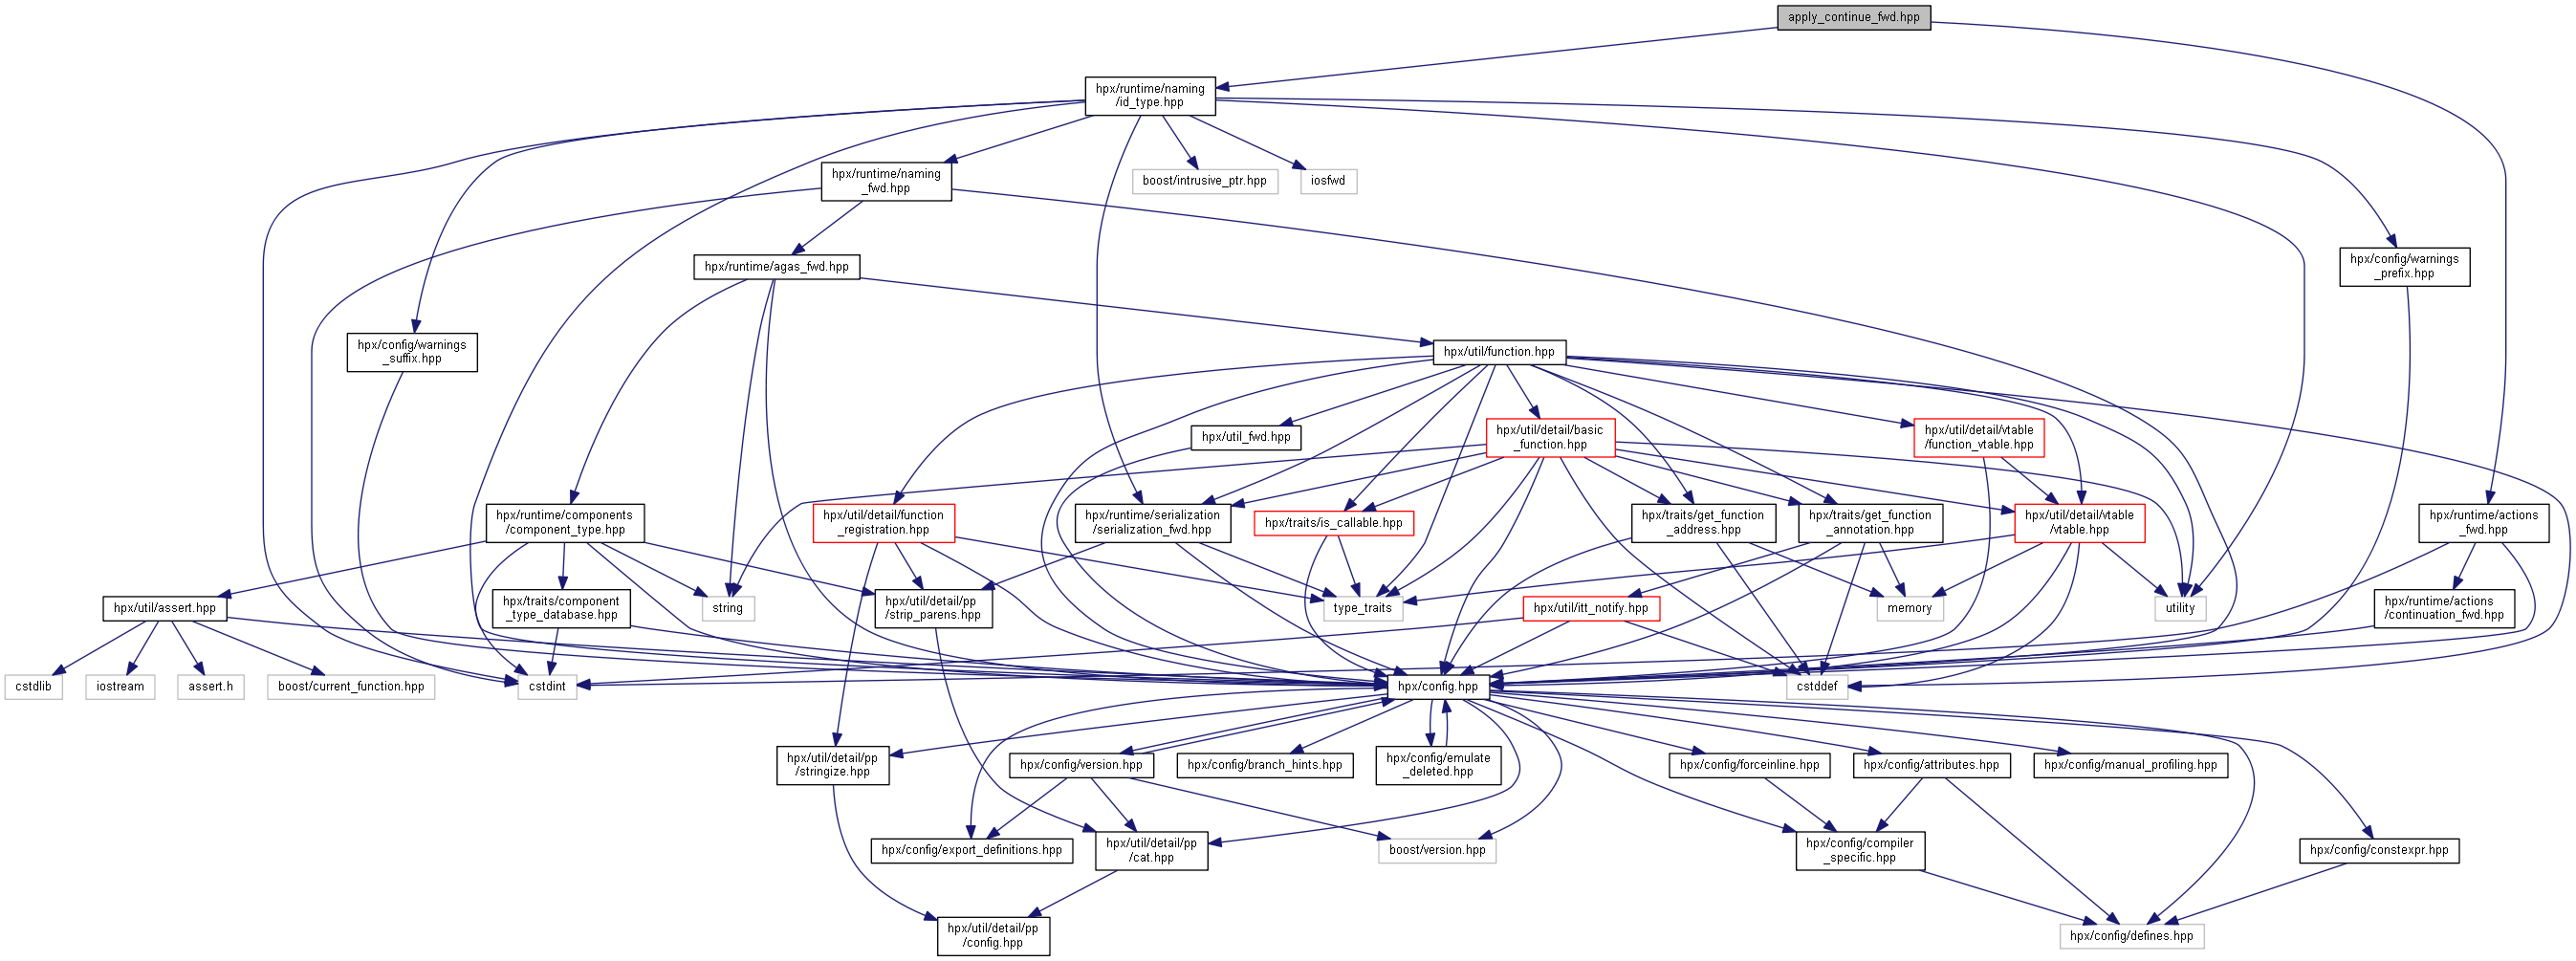 apply_continue_fwd.hpp
hpx/runtime/naming
/id_type.hpp
hpx/runtime/naming
_fwd.hpp
boost/intrusive_ptr.hpp
iosfwd
hpx/runtime/agas_fwd.hpp
hpx/config/warnings
_prefix.hpp
hpx/config/warnings
_suffix.hpp
hpx/util/function.hpp
hpx/util_fwd.hpp
hpx/util/detail/basic
_function.hpp
hpx/util/detail/vtable
/function_vtable.hpp
hpx/runtime/components
/component_type.hpp
hpx/util/detail/function
_registration.hpp
hpx/runtime/serialization
/serialization_fwd.hpp
hpx/traits/is_callable.hpp
hpx/traits/get_function
_address.hpp
hpx/traits/get_function
_annotation.hpp
hpx/util/detail/vtable
/vtable.hpp
hpx/runtime/actions
_fwd.hpp
hpx/util/assert.hpp
hpx/traits/component
_type_database.hpp
string
hpx/util/detail/pp
/strip_parens.hpp
type_traits
hpx/util/itt_notify.hpp
memory
utility
hpx/runtime/actions
/continuation_fwd.hpp
cstdlib
iostream
assert.h
boost/current_function.hpp
cstdint
hpx/config.hpp
cstddef
hpx/util/detail/pp
/stringize.hpp
hpx/config/version.hpp
hpx/config/branch_hints.hpp
hpx/config/emulate
_deleted.hpp
hpx/config/forceinline.hpp
hpx/config/attributes.hpp
hpx/config/manual_profiling.hpp
hpx/config/export_definitions.hpp
hpx/util/detail/pp
/cat.hpp
boost/version.hpp
hpx/config/compiler
_specific.hpp
hpx/config/constexpr.hpp
hpx/util/detail/pp
/config.hpp
hpx/config/defines.hpp